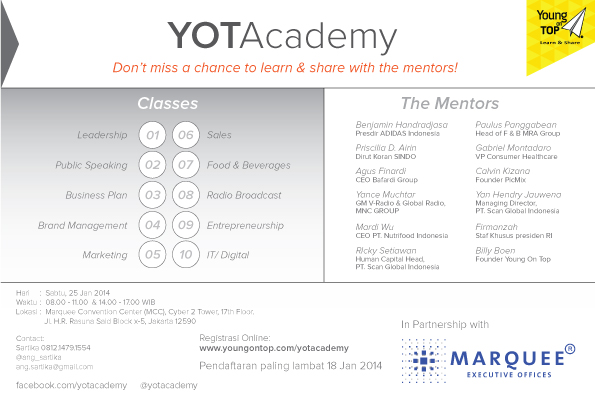 YOTAcademy
Don't miss a chance to learn & share with the mentors!
Young
on
TOP
Learn & Share
Classes
Leadership 01 06 Sales
Public Speaking 02 07 Food & Beverages
Business Plan 03 08 Radio Broadcast
Brand Management 04 09 Entrepreneurship
Marketing 05 10 IT/ Digital
The Mentors
Benjamin Handradjasa
Presdir ADIDAS Indonesia
Priscilla D. Airin
Dirut Koran SINDO
Agus Finardi
CEO Bafardi Group
Yance Muchtar
GM V-Radio & Global Radio,
MNC GROUP
Mardi Wu
CEO PT. Nutrifood Indonesia
Ricky Setiawan
Human Capital Head,
PT. Scan Global Indonesia
Paulus Panggabean
Head of F & B MRA Group
Gabriel Montadaro
VP Consumer Healthcare
Calvin Kizana
Founder PicMix
Yan Hendry Jauwena
Managing Director,
PT. Scan Global Indonesia
Firmanzah
Staf Khusus presiden RI
Billy Boen
Founder Young On Top
Hari : Sabtu, 25 Jan 2014
Waktu : 08.00 - 11.00 & 14.00 - 17.00 WIB
Lokasi : Marquee Convention Center (MCC), Cyber 2 Tower, 17th Floor.
Jl. H.R. Rasuna Said Block x-5, Jakarta 12590
Contact:
Sartika 0812.1479.1554
@ang_sartika
ang.sartika@gmail.com
facebook.com/yotacademy @yotacademy
Registrasi Online:
www.youngontop.com/yotacademy
Pendaftaran paling lambat 18 Jan 2014
In Partnership with
MARQUEE®
EXECUTIVE OFFICES